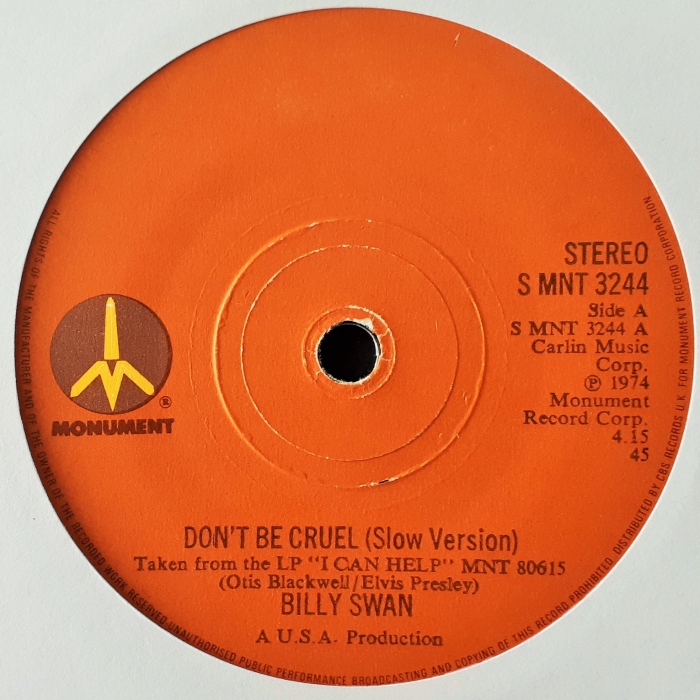 STEREO
S MNT 3244
Side A
S MNT 3244 A
Carlin Music
Corp.
Ⓟ 1974
Monument
Record Corp.
4.15
45
®
MONUMENT
DON'T BE CRUEL (Slow Version)
Taken from the LP "I CAN HELP" MNT 80615
(Otis Blackwell/Elvis Presley)
BILLY SWAN
A U.S.A. Production
ALL RIGHTS OF THE MANUFACTURER AND OF THE OWNER OF THE RECORDED WORK RESERVED. UNAUTHORISED PUBLIC PERFORMANCE BROADCASTING AND COPYING OF THIS RECORD PROHIBITED. DISTRIBUTED BY CBS RECORDS U.K. FOR MONUMENT RECORD CORPORATION.